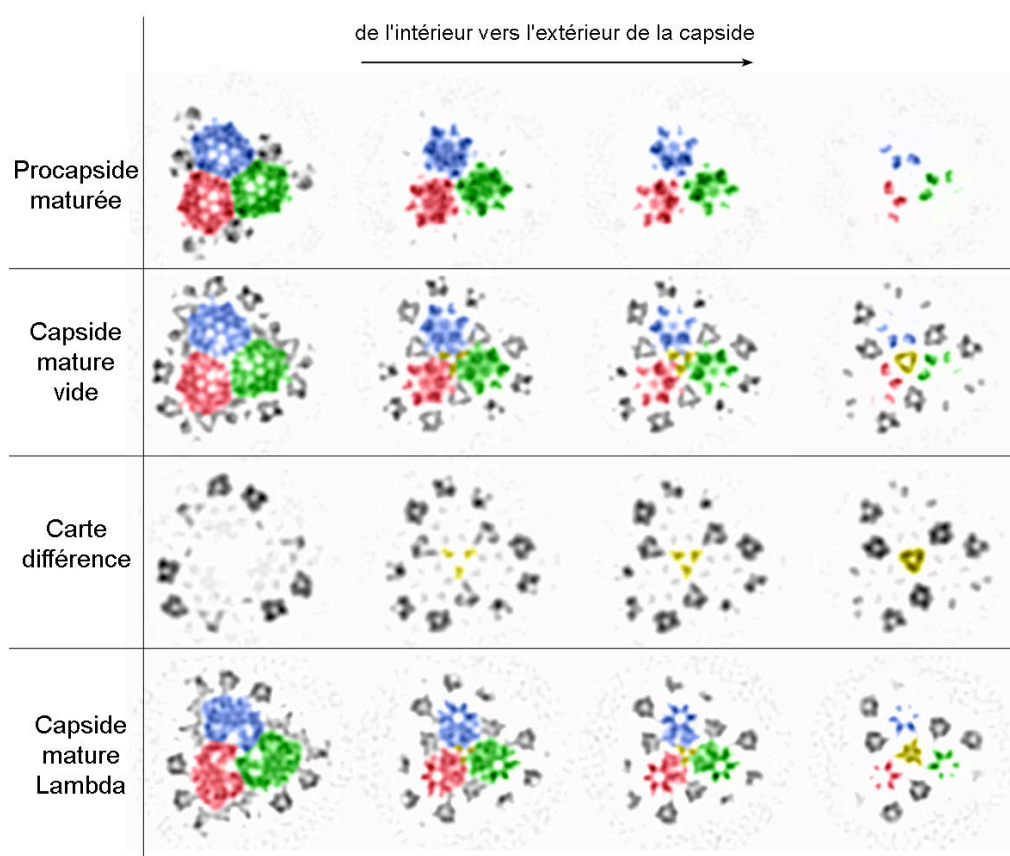 de l'intérieur vers l'extérieur de la capside
Procapside
maturée
Capside
mature
vide
Carte
différence
Capside
mature
Lambda